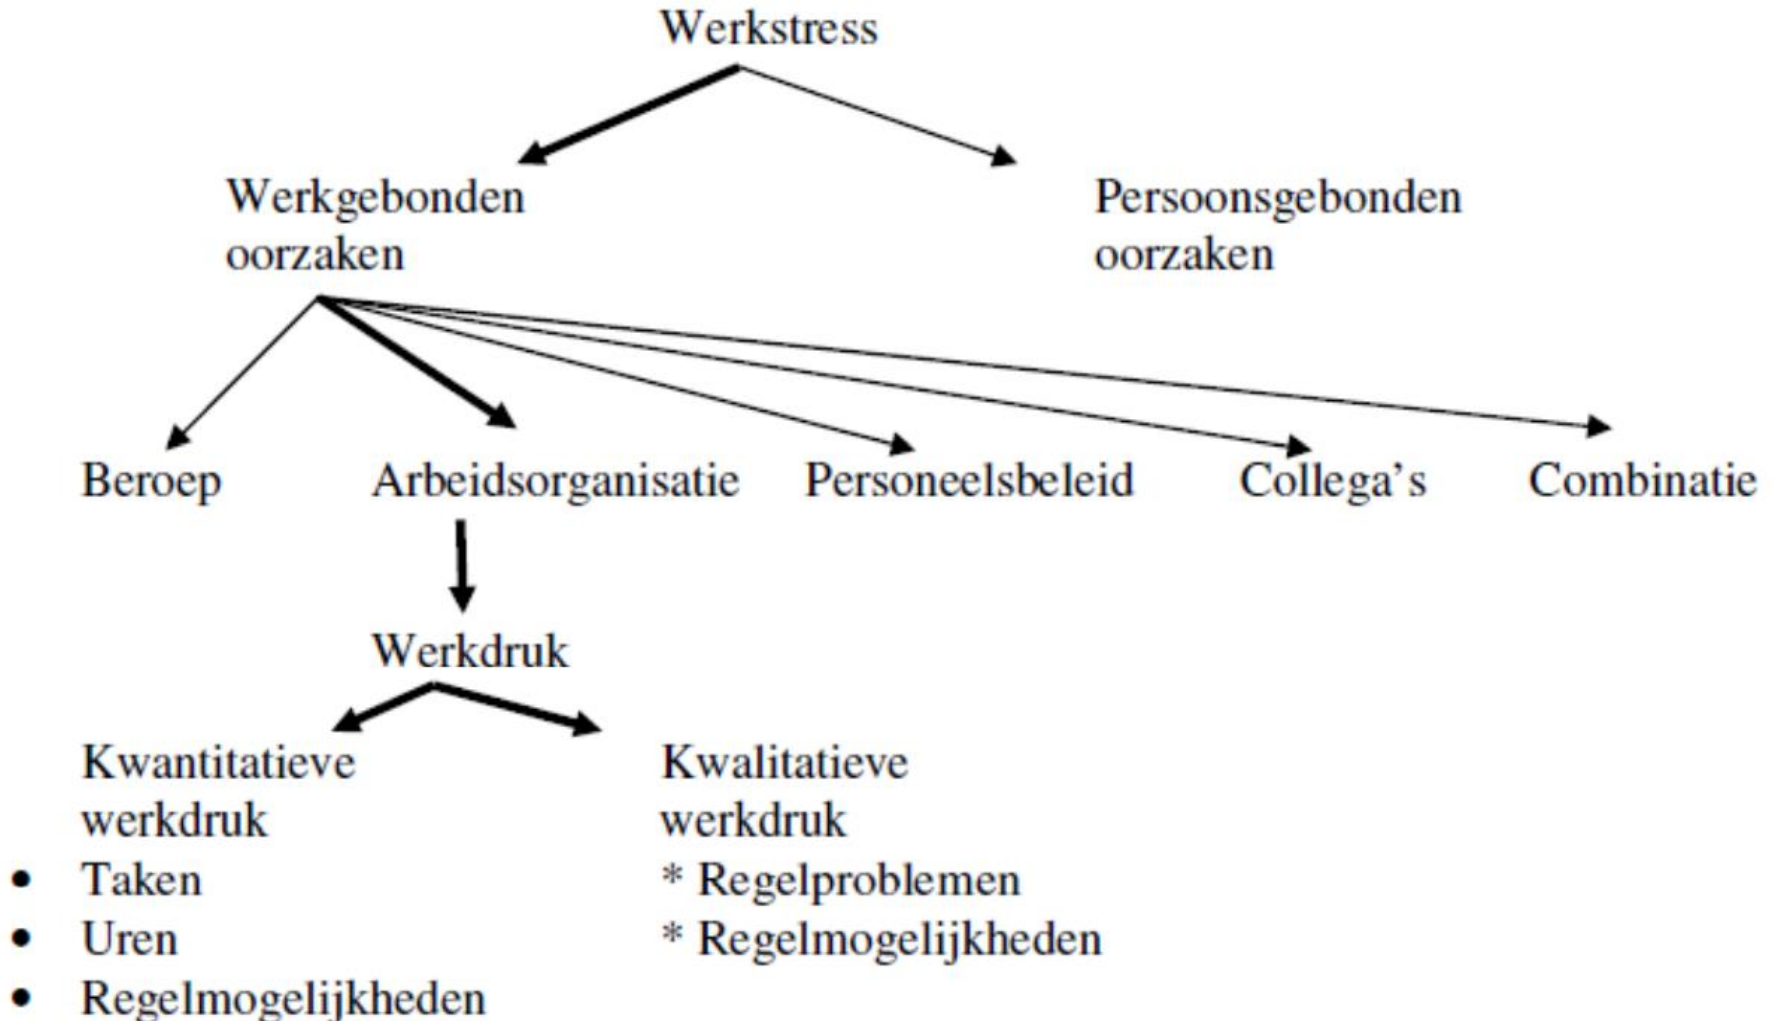 Werkstress
Werkgebonden
oorzaken
Persoonsgebonden
oorzaken
Beroep
Arbeidsorganisatie
Personeelsbeleid
Collega’s
Combinatie
Werkdruk
Kwantitatieve
werkdruk
• Taken
• Uren
• Regelmogelijkheden
Kwalitatieve
werkdruk
* Regelproblemen
* Regelmogelijkheden